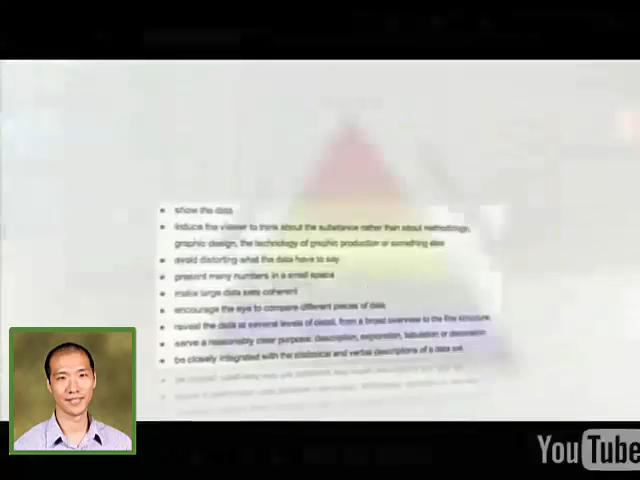 • show the data
• induce the viewer to think about the substance rather than about methodology,
graphic design, the technology of graphic production or something else
• avoid distorting what the data have to say
• present many numbers in a small space
• make large data sets coherent
• encourage the eye to compare different pieces of data
• reveal the data at several levels of detail, from a broad overview to the fine structure
• serve a reasonably clear purpose: description, exploration, tabulation or decoration
• be closely integrated with the statistical and verbal descriptions of a data set
YouTube